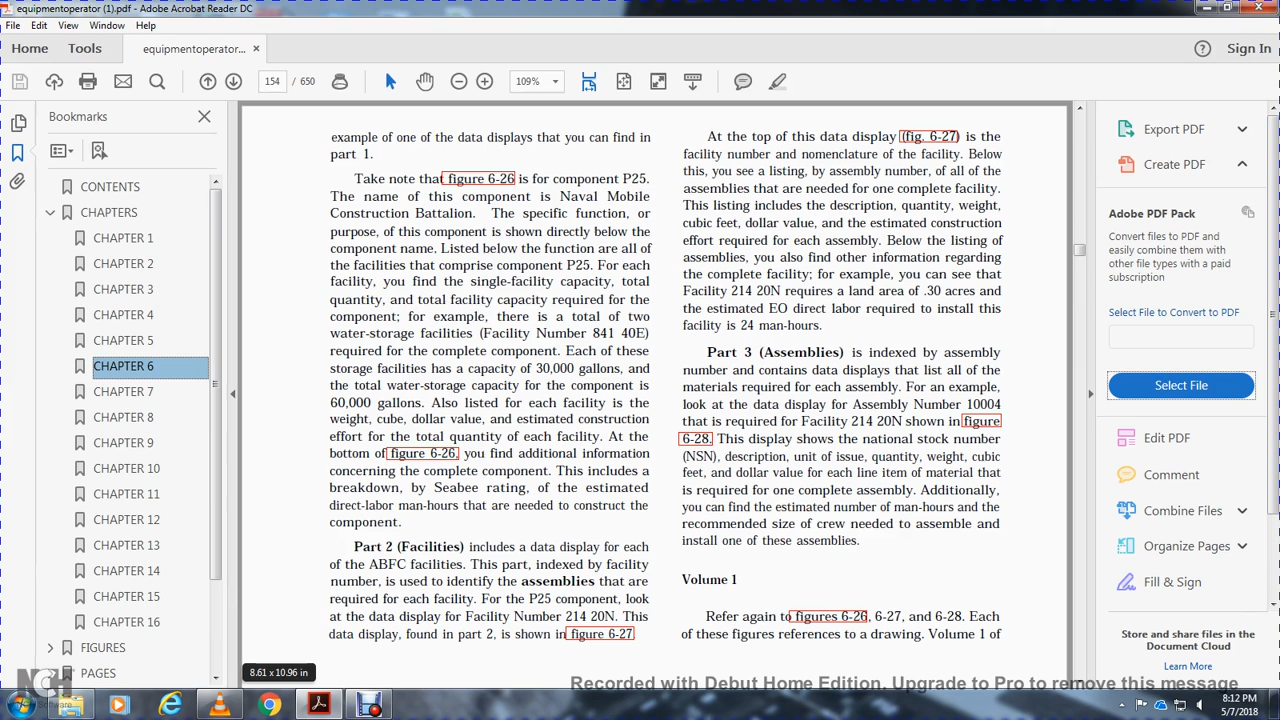 equipmentoperator (1).pdf - Adobe Acrobat Reader DC
File Edit View Window Help
Home Tools equipmentoperator... × ? Sign In
154 / 650 109%
Bookmarks
CONTENTS
CHAPTERS
CHAPTER 1
CHAPTER 2
CHAPTER 3
CHAPTER 4
CHAPTER 5
CHAPTER 6
CHAPTER 7
CHAPTER 8
CHAPTER 9
CHAPTER 10
CHAPTER 11
CHAPTER 12
CHAPTER 13
CHAPTER 14
CHAPTER 15
CHAPTER 16
FIGURES
PAGES
example of one of the data displays that you can find in
part 1.
Take note that figure 6-26 is for component P25.
The name of this component is Naval Mobile
Construction Battalion. The specific function, or
purpose, of this component is shown directly below the
component name. Listed below the function are all of
the facilities that comprise component P25. For each
facility, you find the single-facility capacity, total
quantity, and total facility capacity required for the
component; for example, there is a total of two
water-storage facilities (Facility Number 841 40E)
required for the complete component. Each of these
storage facilities has a capacity of 30,000 gallons, and
the total water-storage capacity for the component is
60,000 gallons. Also listed for each facility is the
weight, cube, dollar value, and estimated construction
effort for the total quantity of each facility. At the
bottom of figure 6-26, you find additional information
concerning the complete component. This includes a
breakdown, by Seabee rating, of the estimated
direct-labor man-hours that are needed to construct the
component.
Part 2 (Facilities) includes a data display for each
of the ABFC facilities. This part, indexed by facility
number, is used to identify the assemblies that are
required for each facility. For the P25 component, look
at the data display for Facility Number 214 20N. This
data display, found in part 2, is shown in figure 6-27
At the top of this data display (fig. 6-27) is the
facility number and nomenclature of the facility. Below
this, you see a listing, by assembly number, of all of the
assemblies that are needed for one complete facility.
This listing includes the description, quantity, weight,
cubic feet, dollar value, and the estimated construction
effort required for each assembly. Below the listing of
assemblies, you also find other information regarding
the complete facility; for example, you can see that
Facility 214 20N requires a land area of .30 acres and
the estimated EO direct labor required to install this
facility is 24 man-hours.
Part 3 (Assemblies) is indexed by assembly
number and contains data displays that list all of the
materials required for each assembly. For an example,
look at the data display for Assembly Number 10004
that is required for Facility 214 20N shown in figure
6-28. This display shows the national stock number
(NSN), description, unit of issue, quantity, weight, cubic
feet, and dollar value for each line item of material that
is required for one complete assembly. Additionally,
you can find the estimated number of man-hours and the
recommended size of crew needed to assemble and
install one of these assemblies.
Volume 1
Refer again to figures 6-26, 6-27, and 6-28. Each
of these figures references to a drawing. Volume 1 of
8.61 x 10.96 in
Export PDF
Create PDF
Adobe PDF Pack
Convert files to PDF and
easily combine them with
other file types with a paid
subscription
Select File to Convert to PDF
Select File
Edit PDF
Comment
Combine Files
Organize Pages
Fill & Sign
Store and share files in the
Document Cloud
Learn More
NCH
Software
Recorded with Debut Home Edition. Upgrade to Pro to remove this message
8:12 PM
5/7/2018